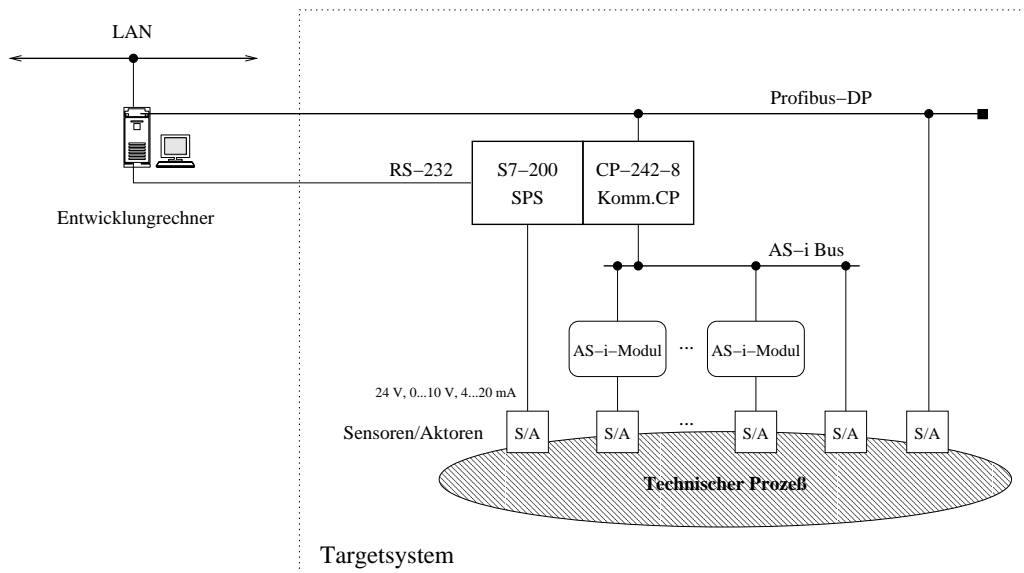 LAN
Profibus–DP
RS–232
S7–200
SPS
CP–242–8
Komm.CP
Entwicklungrechner
AS–i Bus
AS–i–Modul
...
AS–i–Modul
24 V, 0...10 V, 4...20 mA
Sensoren/Aktoren
S/A
S/A
...
S/A
S/A
S/A
Technischer Prozeß
Targetsystem